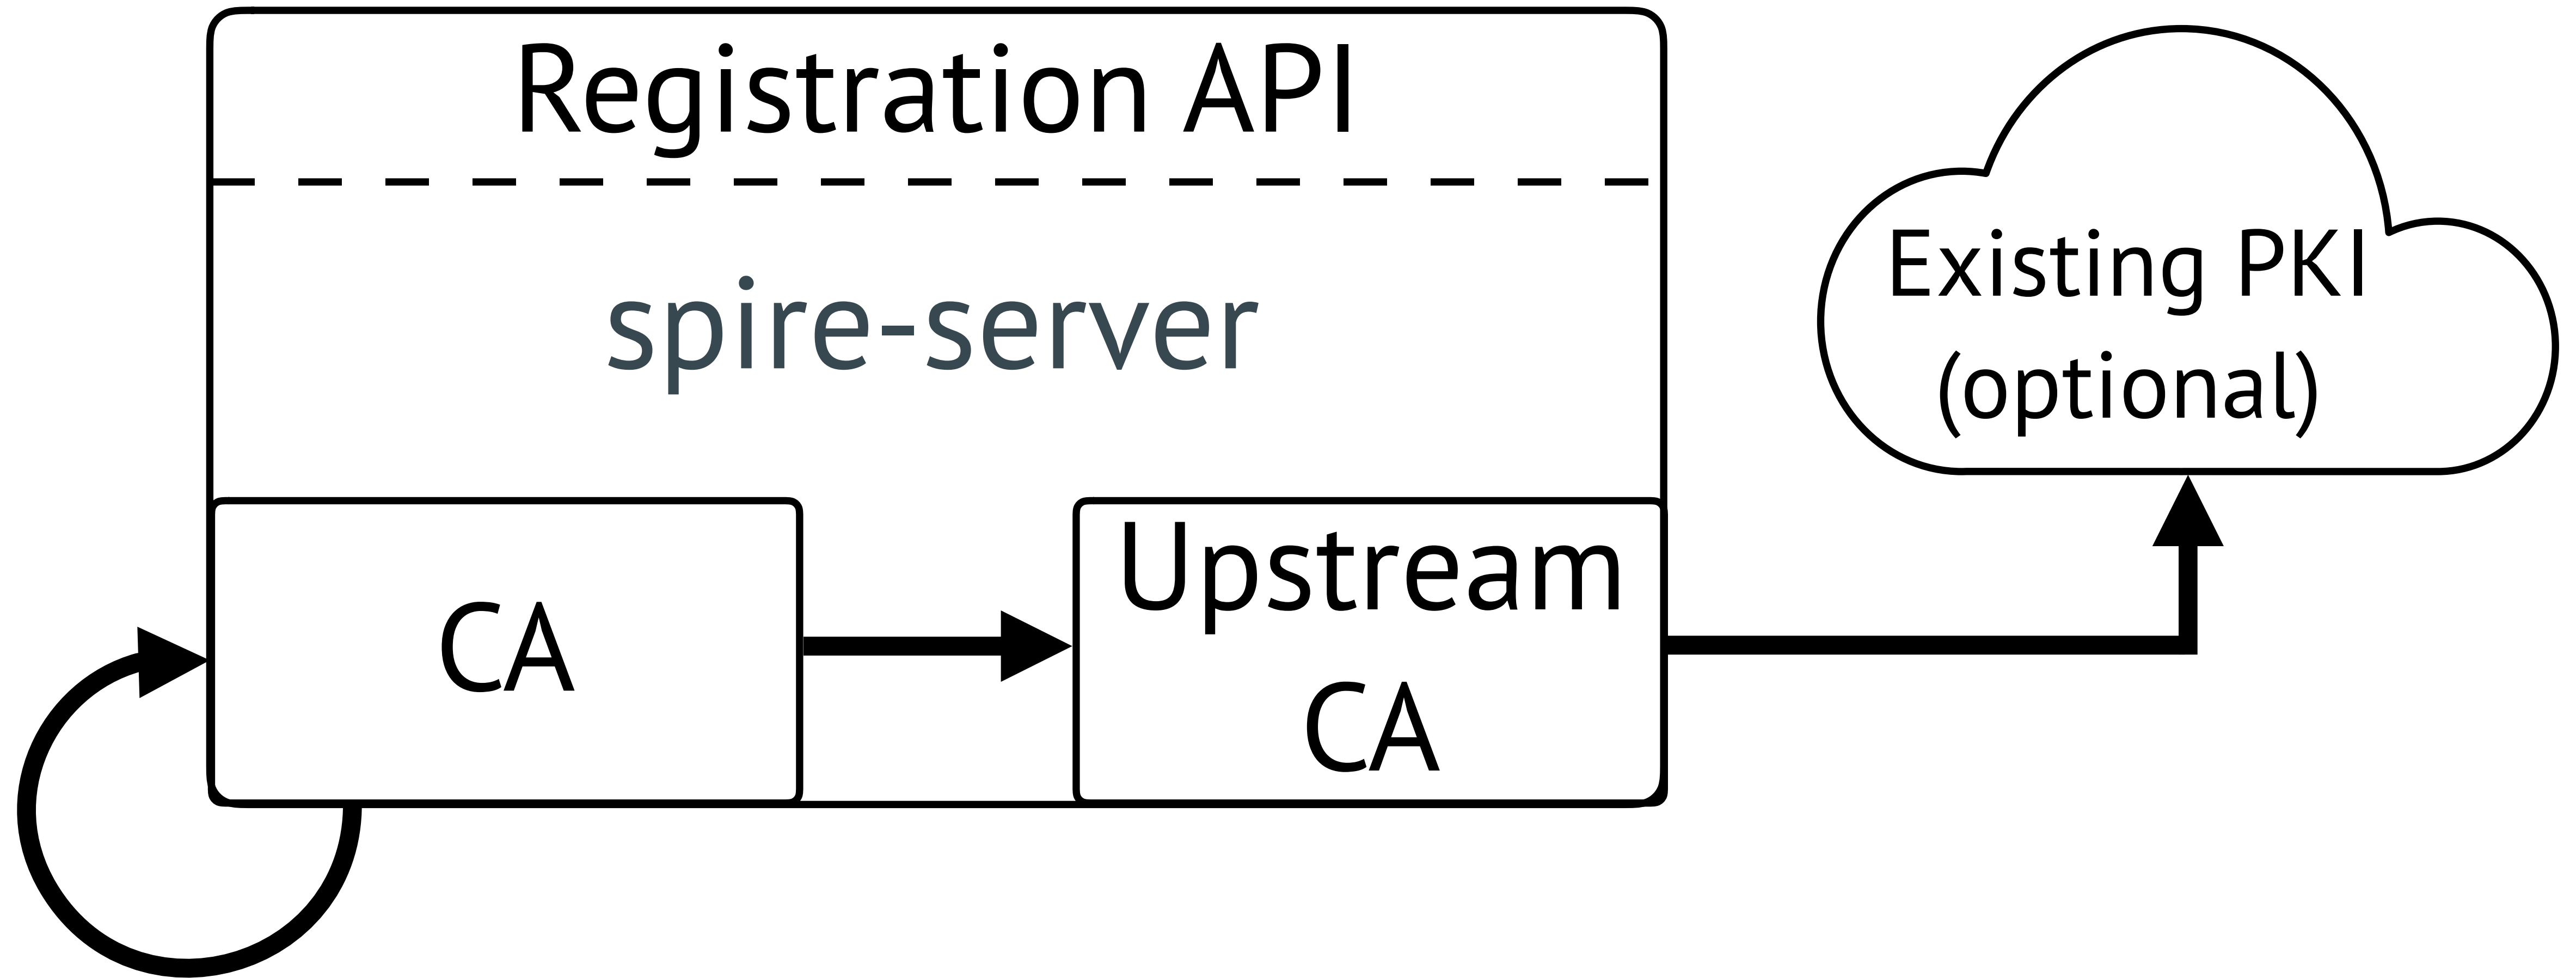 Registration API
spire-server
Existing PKI
(optional)
CA
Upstream
CA